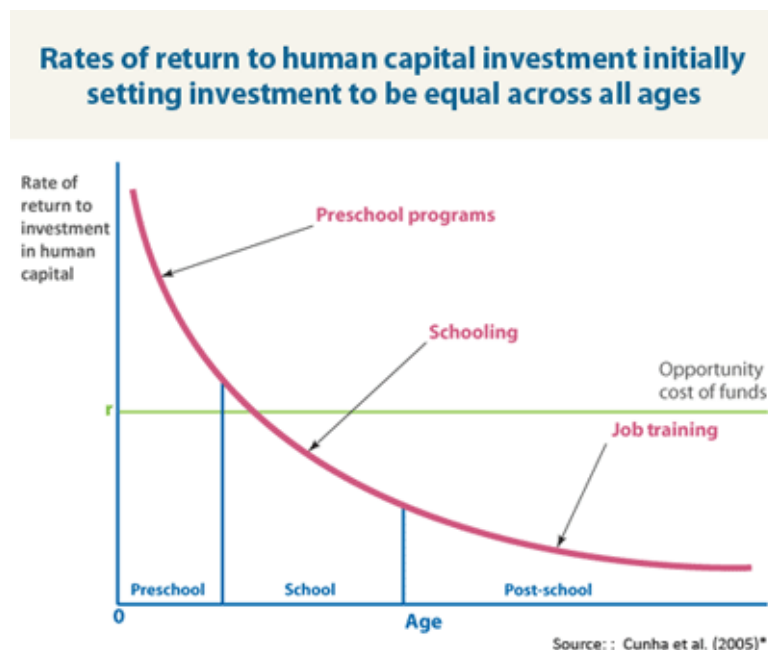 Rates of return to human capital investment initially
setting investment to be equal across all ages
Rate of
return to
investment
in human
capital
Preschool programs
Schooling
Opportunity
cost of funds
r
Job training
Preschool
School
Post-school
0
Age
Source: : Cunha et al. (2005)*